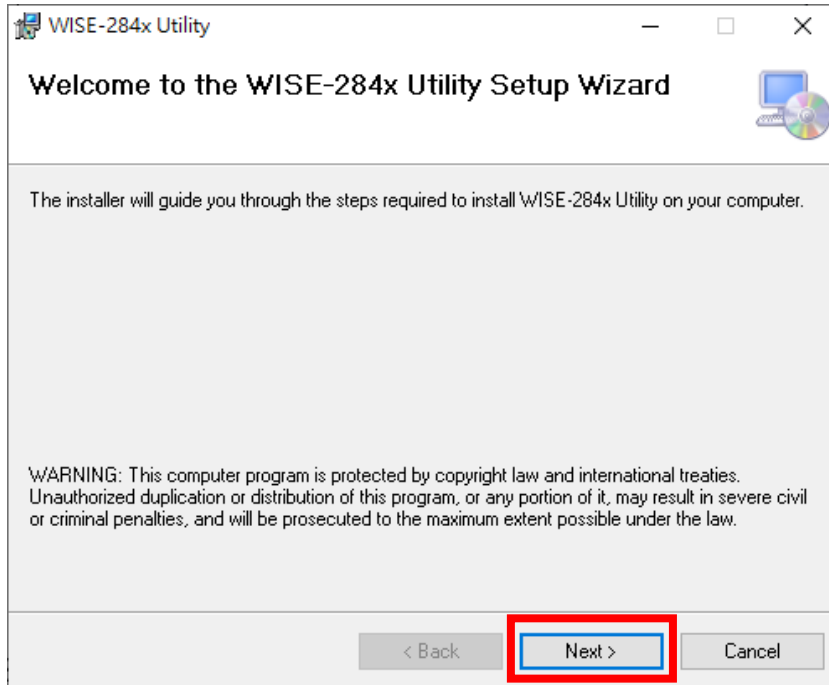 WISE-284x Utility
Welcome to the WISE-284x Utility Setup Wizard
The installer will guide you through the steps required to install WISE-284x Utility on your computer.
WARNING: This computer program is protected by copyright law and international treaties.
Unauthorized duplication or distribution of this program, or any portion of it, may result in severe civil
or criminal penalties, and will be prosecuted to the maximum extent possible under the law.
< Back Next > Cancel